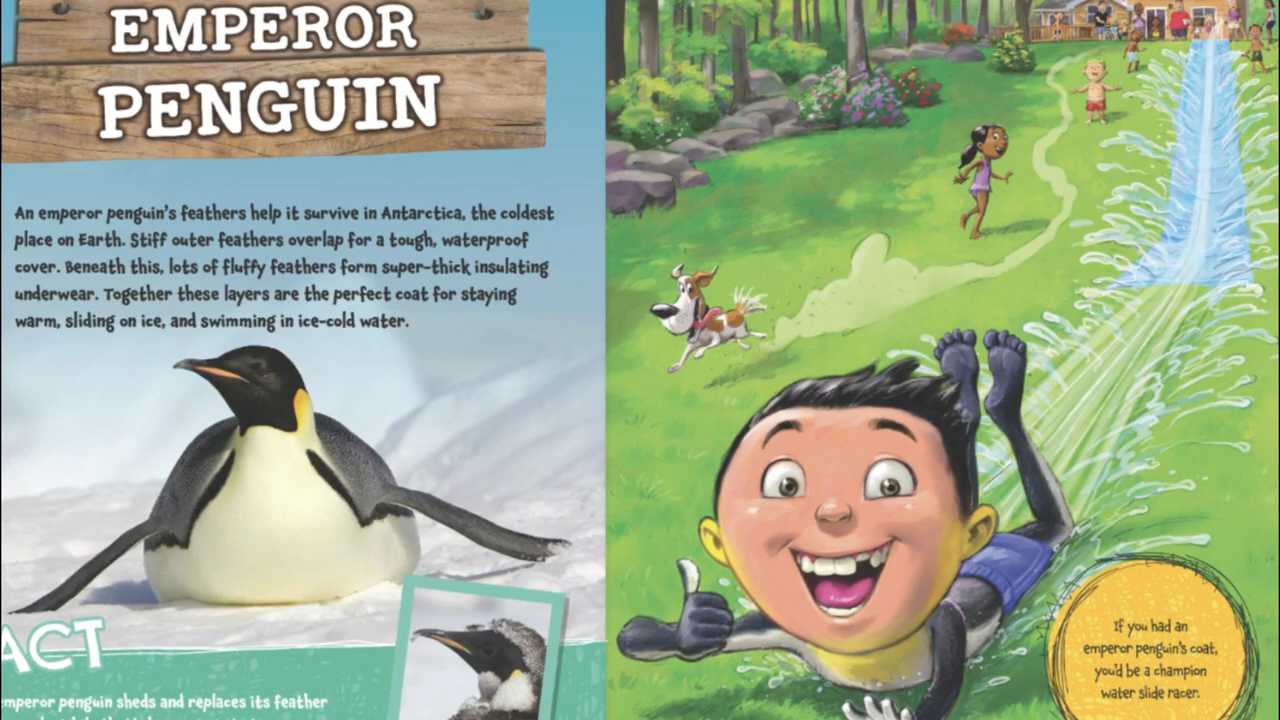 EMPEROR
PENGUIN
An emperor penguin's feathers help it survive in Antarctica, the coldest
place on Earth. Stiff outer feathers overlap for a tough, waterproof
cover. Beneath this, lots of fluffy feathers form super-thick insulating
underwear. Together these layers are the perfect coat for staying
warm, sliding on ice, and swimming in ice-cold water.
ACT
emperor penguin sheds and replaces its feather
If you had an
emperor penguin's coat,
you'd be a champion
water slide racer.